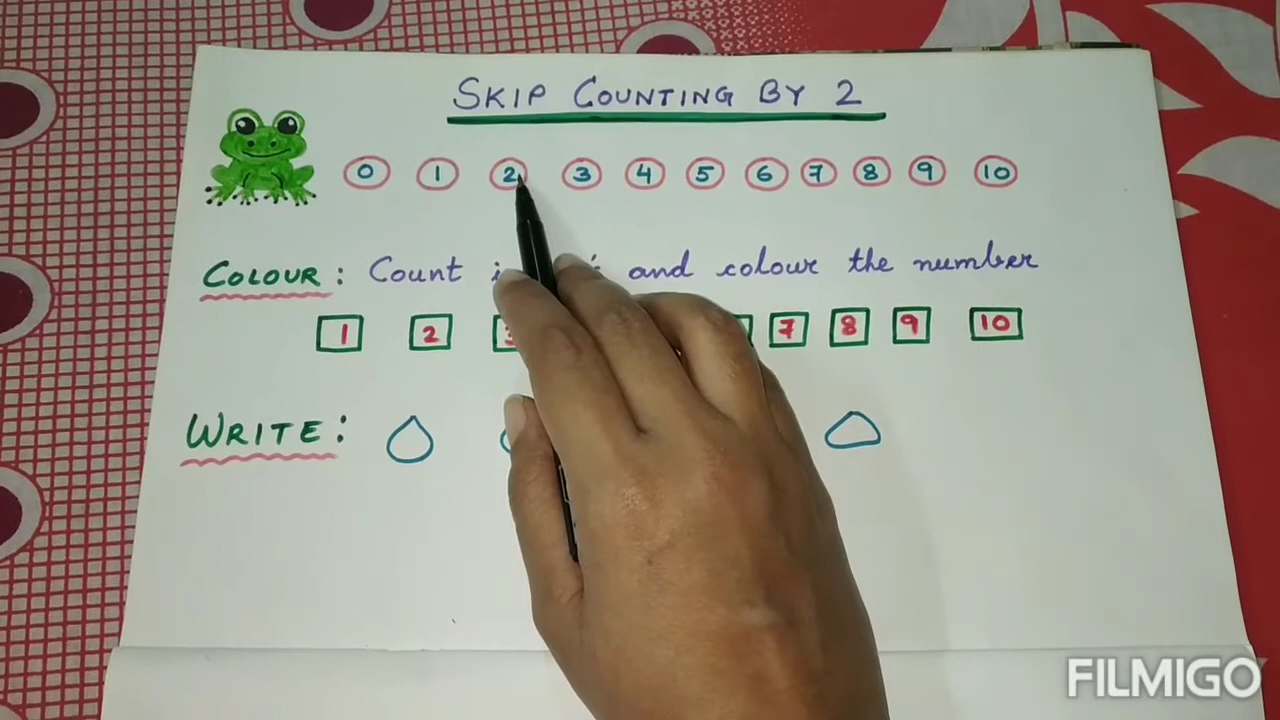 SKIP COUNTING BY 2
0 1 2 3 4 5 6 7 8 9 10
COLOUR: Count and colour the number
1 2 3 7 8 9 10
WRITE:
FILMIGO